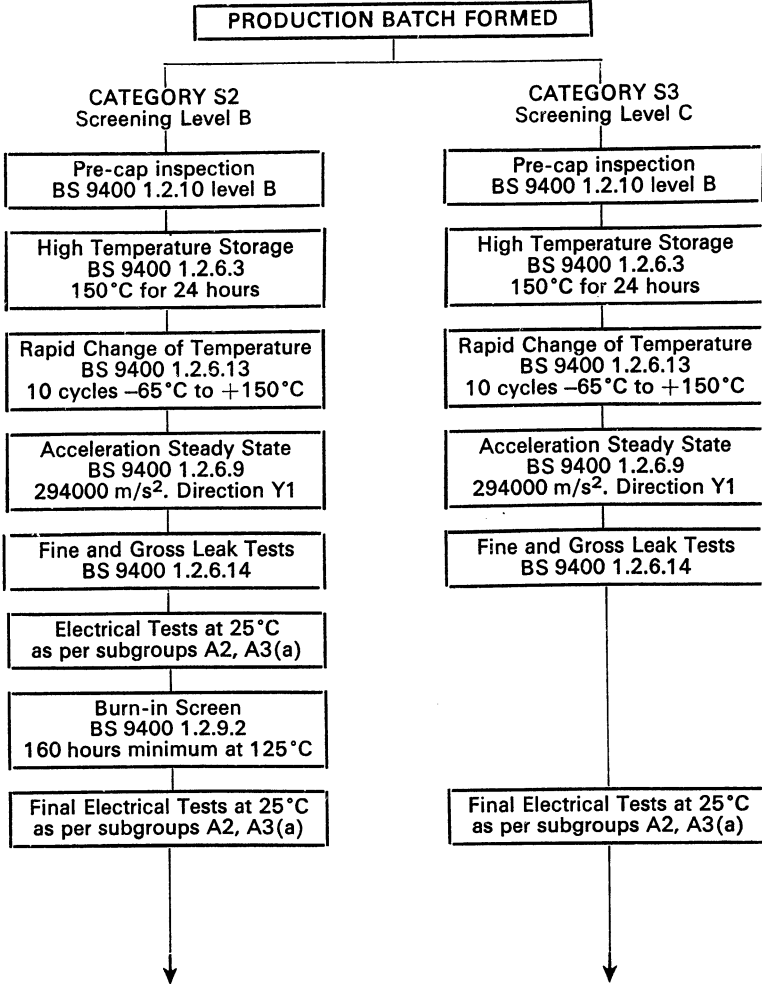 PRODUCTION BATCH FORMED
CATEGORY S2
Screening Level B
Pre-cap inspection
BS 9400 1.2.10 level B
High Temperature Storage
BS 9400 1.2.6.3
150°C for 24 hours
Rapid Change of Temperature
BS 9400 1.2.6.13
10 cycles –65°C to +150°C
Acceleration Steady State
BS 9400 1.2.6.9
294000 m/s². Direction Y1
Fine and Gross Leak Tests
BS 9400 1.2.6.14
Electrical Tests at 25°C
as per subgroups A2, A3(a)
Burn-in Screen
BS 9400 1.2.9.2
160 hours minimum at 125°C
Final Electrical Tests at 25°C
as per subgroups A2, A3(a)
CATEGORY S3
Screening Level C
Pre-cap inspection
BS 9400 1.2.10 level B
High Temperature Storage
BS 9400 1.2.6.3
150°C for 24 hours
Rapid Change of Temperature
BS 9400 1.2.6.13
10 cycles –65°C to +150°C
Acceleration Steady State
BS 9400 1.2.6.9
294000 m/s². Direction Y1
Fine and Gross Leak Tests
BS 9400 1.2.6.14
Final Electrical Tests at 25°C
as per subgroups A2, A3(a)